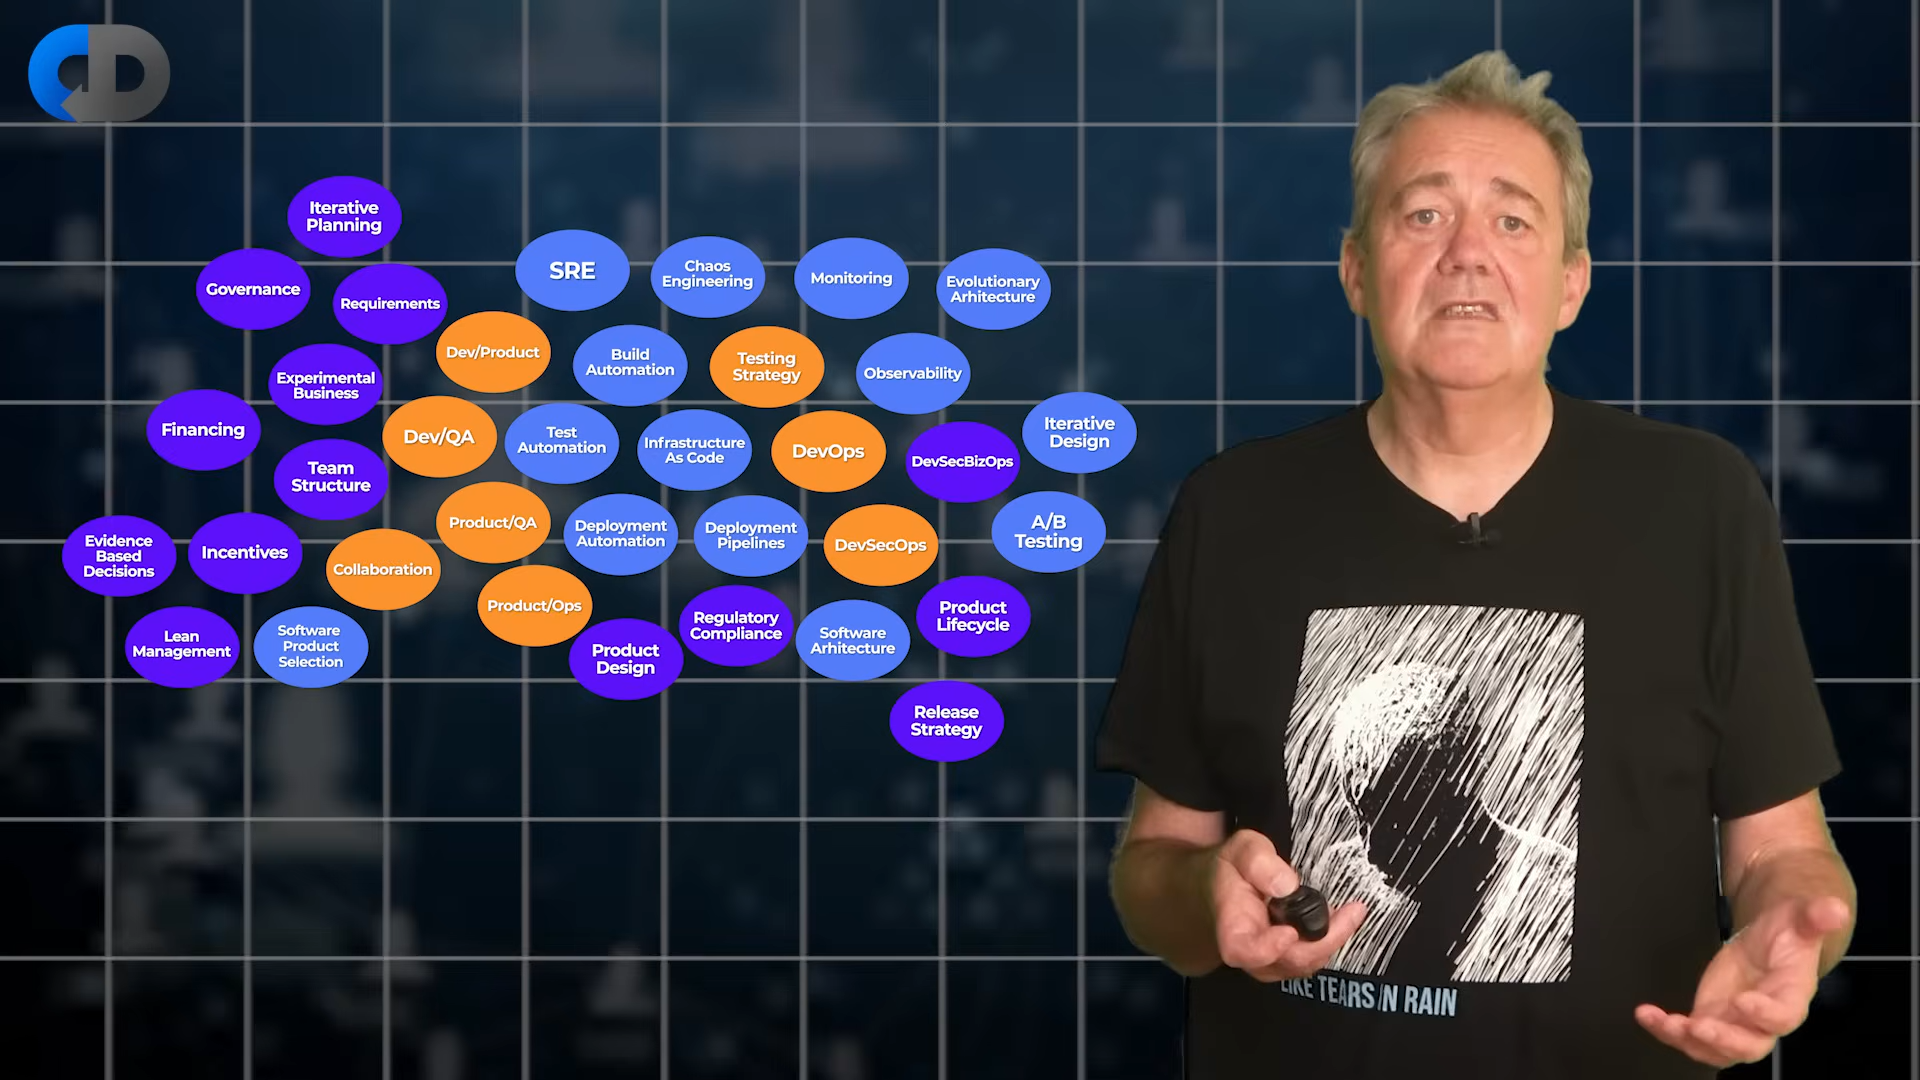 Iterative
Planning
Governance
Requirements
SRE
Chaos
Engineering
Monitoring
Evolutionary
Arhitecture
Dev/Product
Build
Automation
Testing
Strategy
Observability
Experimental
Business
Financing
Dev/QA
Test
Automation
Infrastructure
As Code
DevOps
DevSecBizOps
Iterative
Design
Team
Structure
Product/QA
Deployment
Automation
Deployment
Pipelines
DevSecOps
A/B
Testing
Evidence
Based
Decisions
Incentives
Collaboration
Product/Ops
Lean
Management
Software
Product
Selection
Product
Design
Regulatory
Compliance
Software
Arhitecture
Product
Lifecycle
Release
Strategy
LIKE TEARS IN RAIN